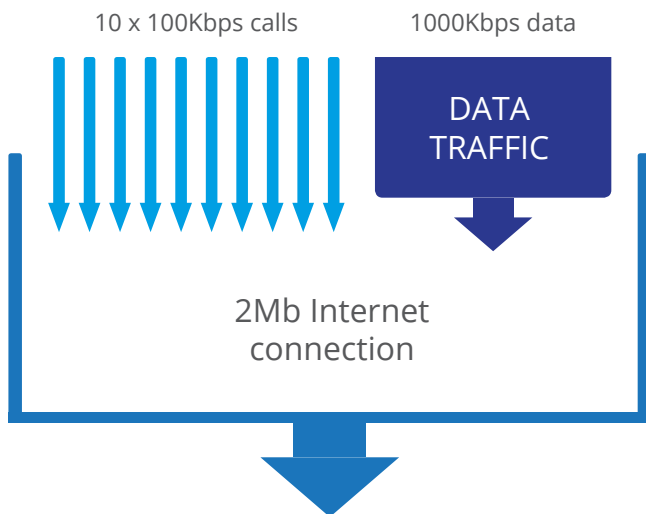 10 x 100Kbps calls
1000Kbps data
DATA
TRAFFIC
2Mb Internet
connection